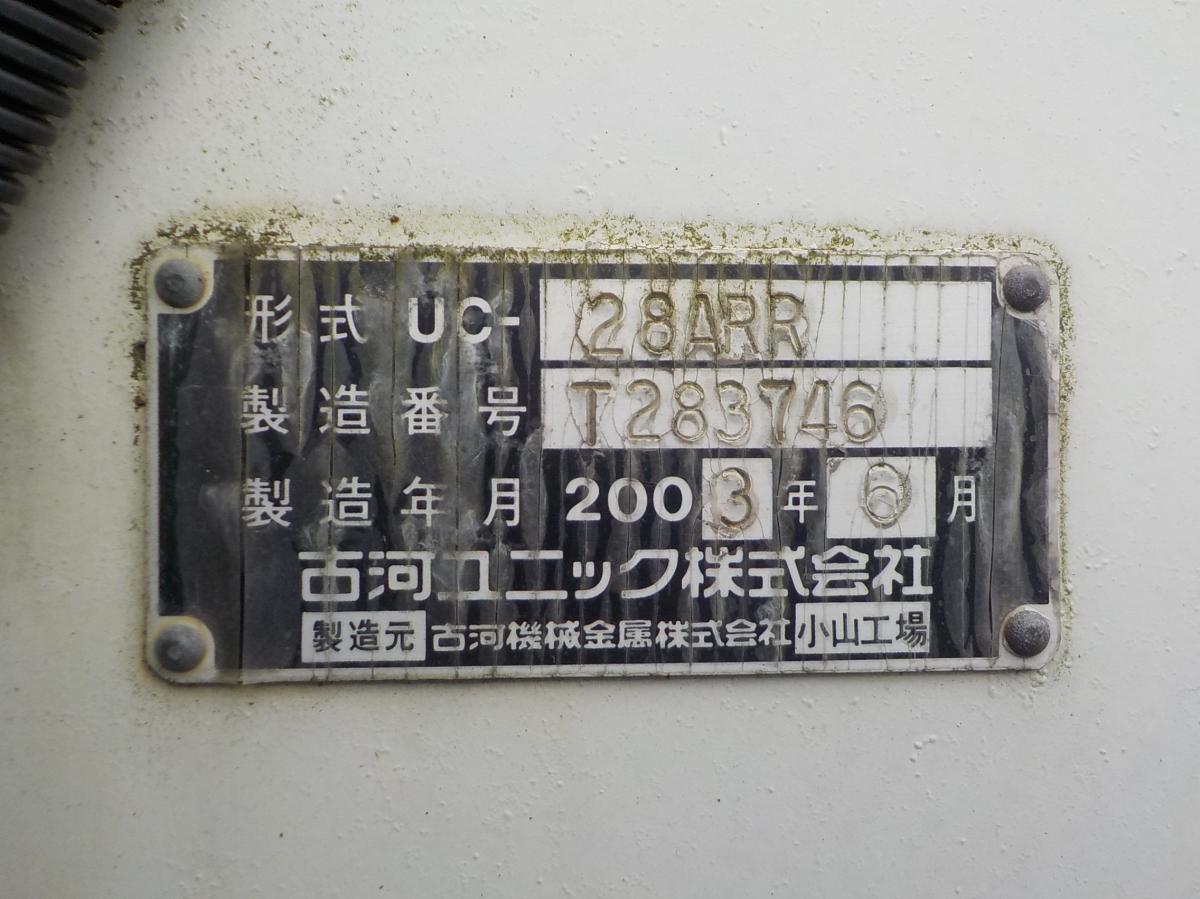 形式 UC-28ARR
製造番号 T283746
製造年月 2003年6月
古河ユニック株式会社
製造元 古河機械金属株式会社 小山工場